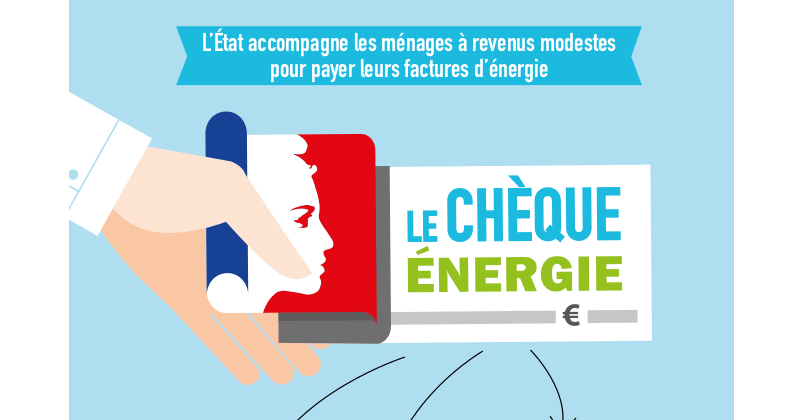 L'État accompagne les ménages à revenus modestes
pour payer leurs factures d'énergie
LE CHÈQUE
ÉNERGIE
€